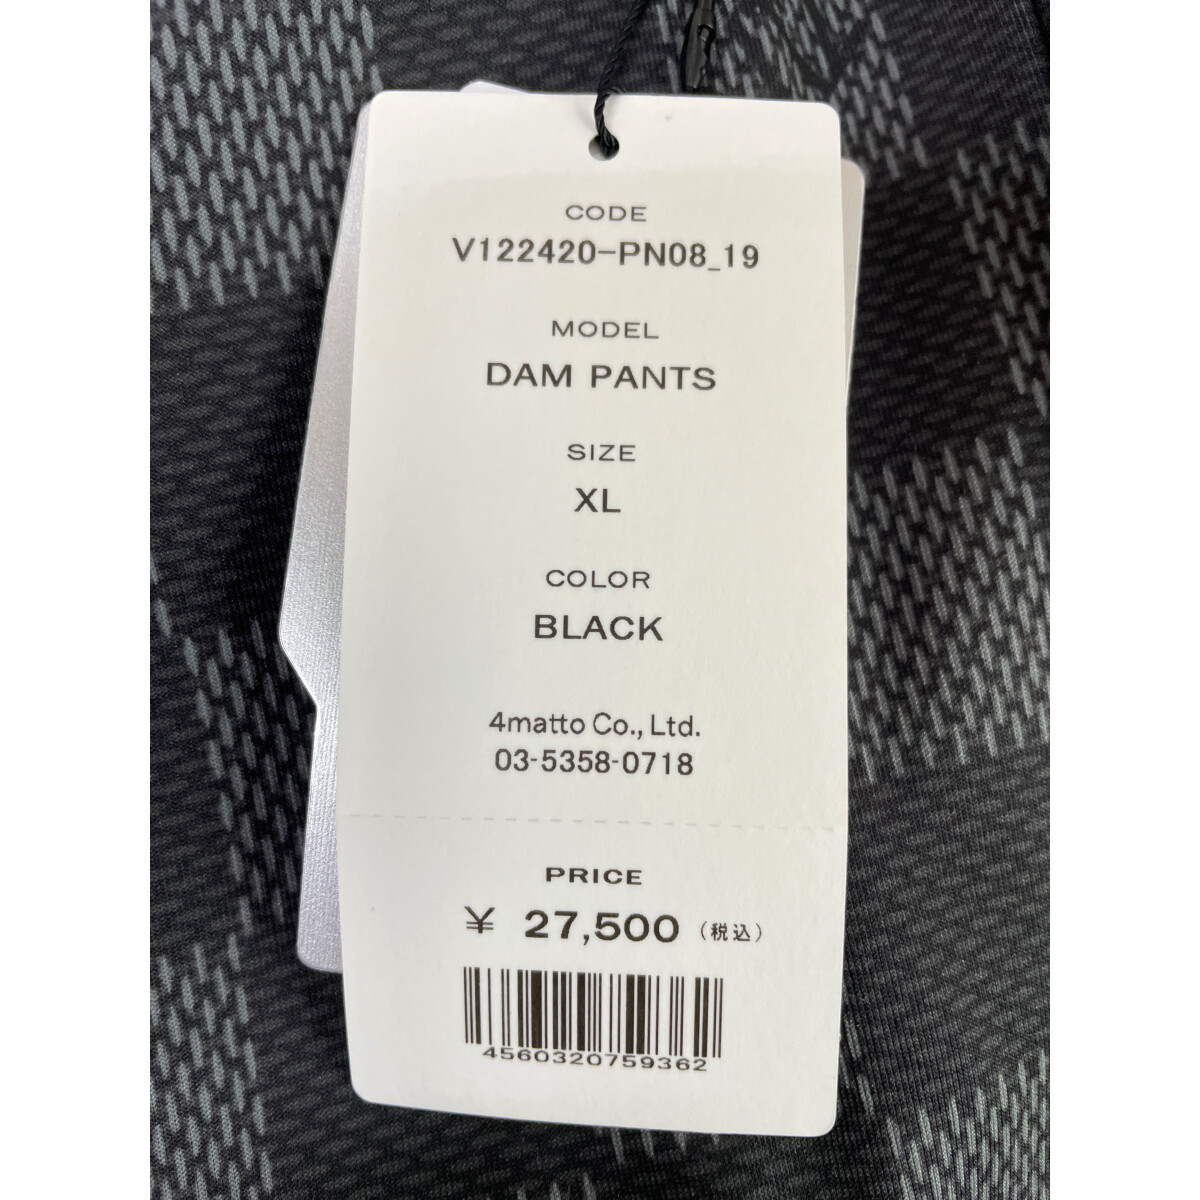 CODE
V122420-PN08_19
MODEL
DAM PANTS
SIZE
XL
COLOR
BLACK
4matto Co., Ltd.
03-5358-0718
PRICE
¥ 27,500 (税込)
4560320759362